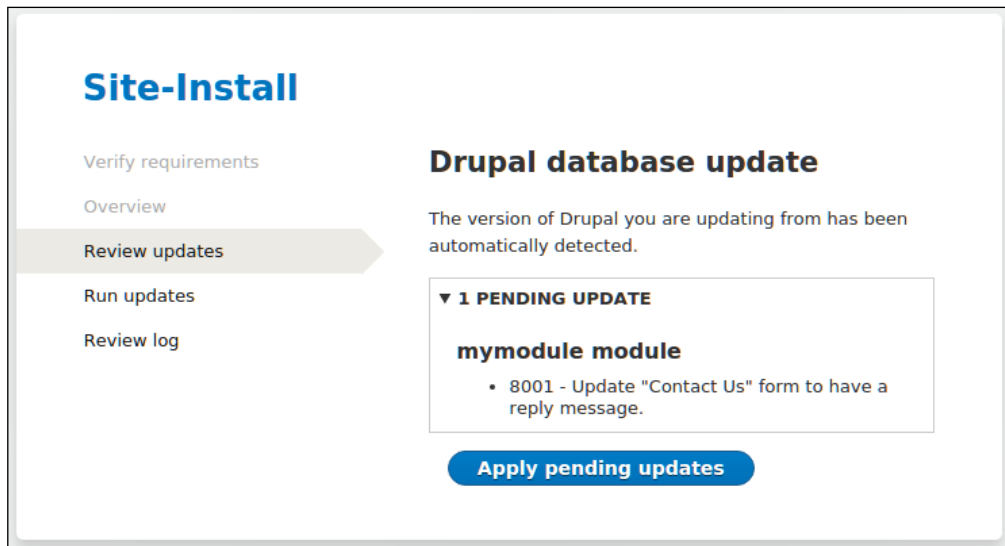 Site-Install
Verify requirements
Overview
Review updates
Run updates
Review log
Drupal database update
The version of Drupal you are updating from has been
automatically detected.
▼ 1 PENDING UPDATE
mymodule module
• 8001 - Update "Contact Us" form to have a
reply message.
Apply pending updates